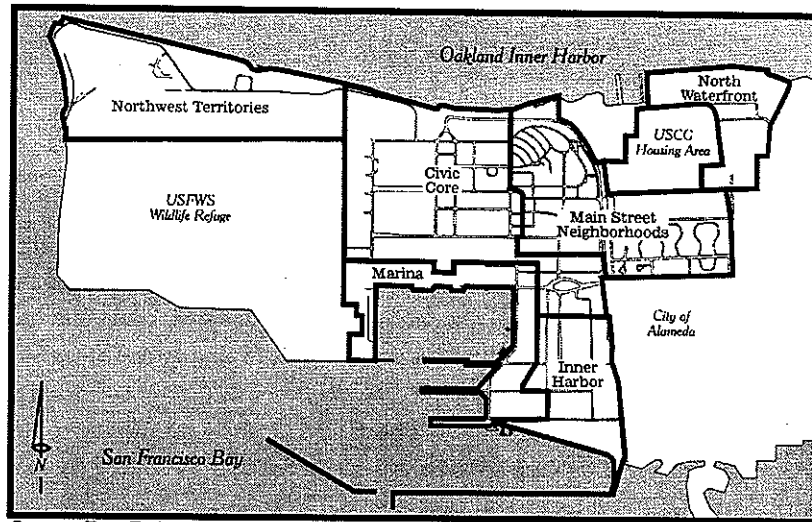 Oakland Inner Harbor
North
Waterfront
Northwest Territories
USCG
Housing Area
Civic
Core
USFWS
Wildlife Refuge
Main Street
Neighborhoods
Marina
City of
Alameda
Inner
Harbor
N
San Francisco Bay